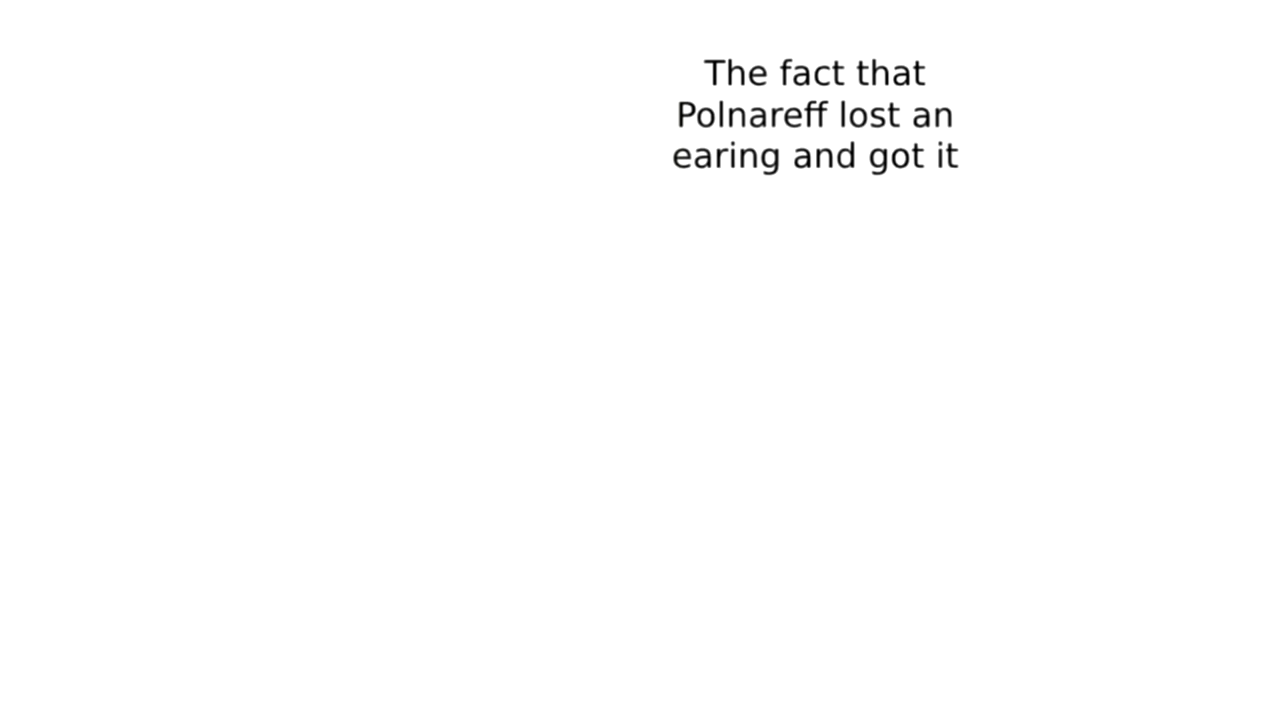 The fact that
Polnareff lost an
earing and got it